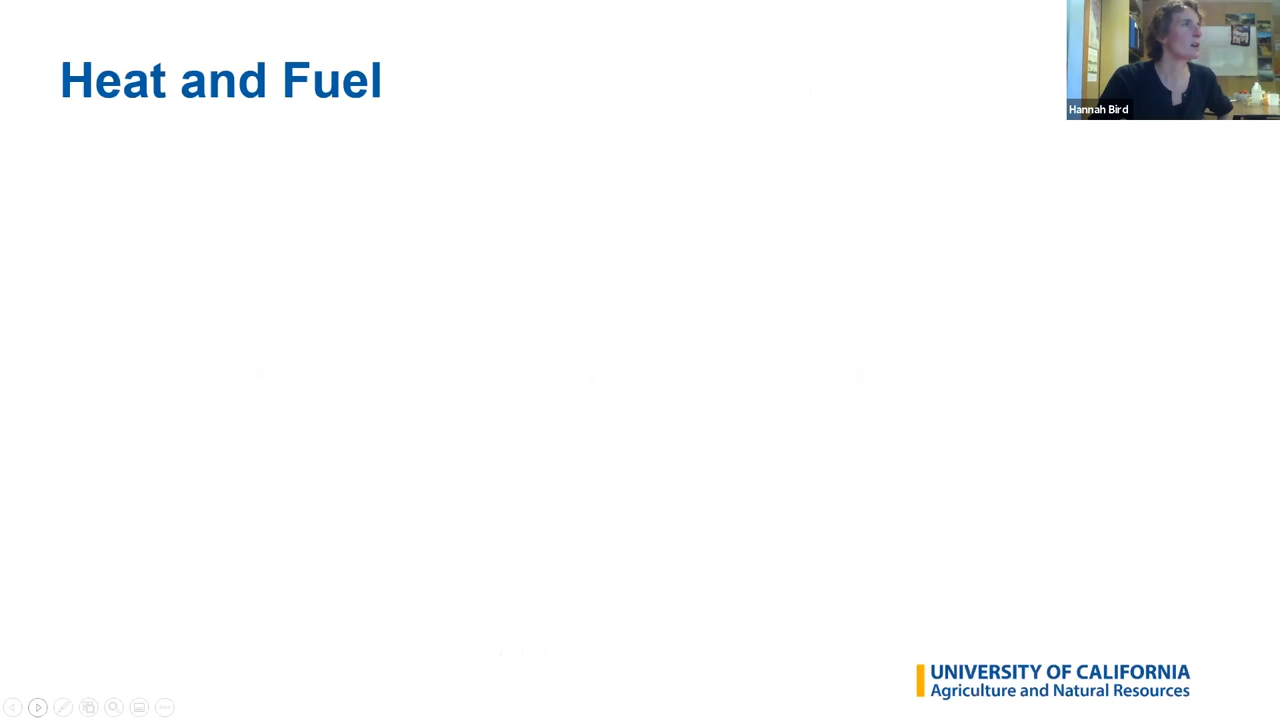 Heat and Fuel
Hannah Bird
UNIVERSITY OF CALIFORNIA
Agriculture and Natural Resources